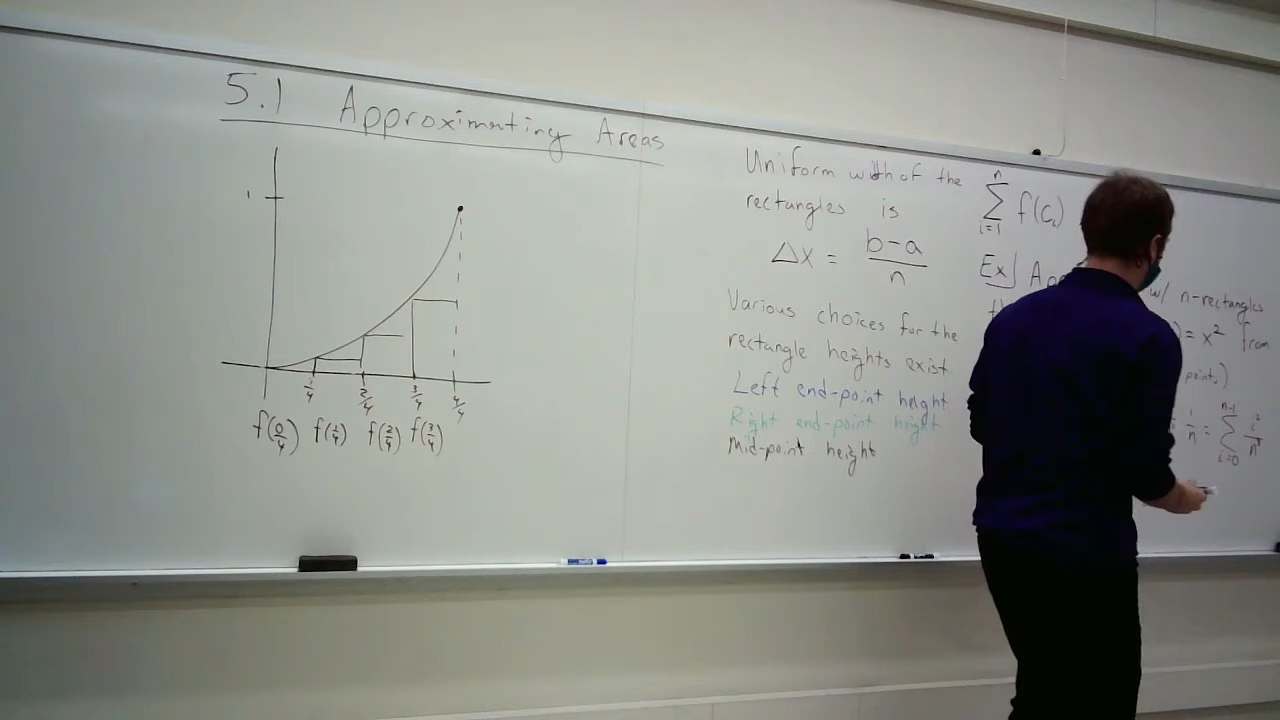 5.1 Approximating Areas
1
1/4 2/4 3/4 4/4
f(0/4) f(1/4) f(2/4) f(3/4)
Uniform width of the
rectangles is
Δx = b-a/n
Various choices for the
rectangle heights exist
Left end-point height
Right end-point height
Mid-point height
n
∑ f(ci)
i=1
Ex]
w/ n-rectangles
= x² from
points)
1/n = ∑
n-1
i=0